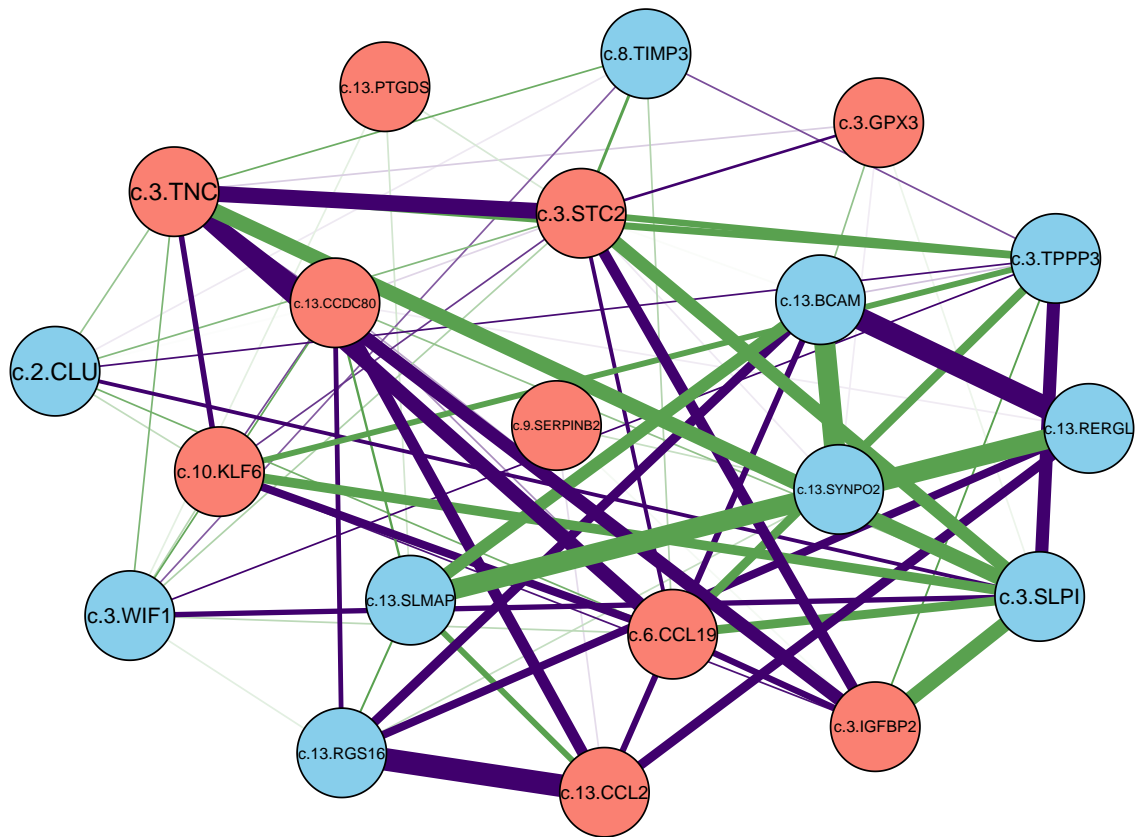 c.8.TIMP3
c.13.PTGDS
c.3.GPX3
c.3.TNC
c.3.STC2
c.3.TPPP3
c.13.CCDC80
c.13.BCAM
c.2.CLU
c.9.SERPINB2
c.13.RERGL
c.10.KLF6
c.13.SYNPO2
c.13.SLMAP
c.3.SLPI
c.3.WIF1
c.6.CCL19
c.3.IGFBP2
c.13.RGS16
c.13.CCL2